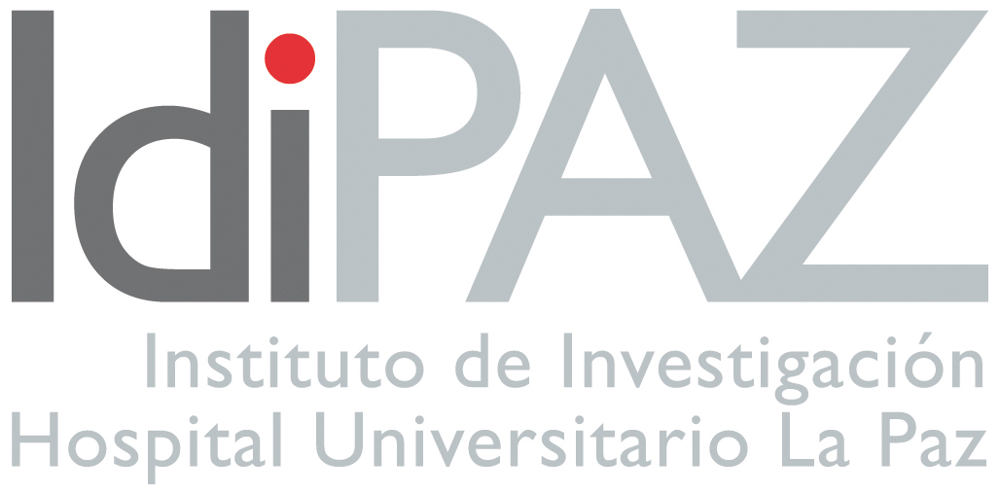 IdiPAZ
Instituto de Investigación
Hospital Universitario La Paz